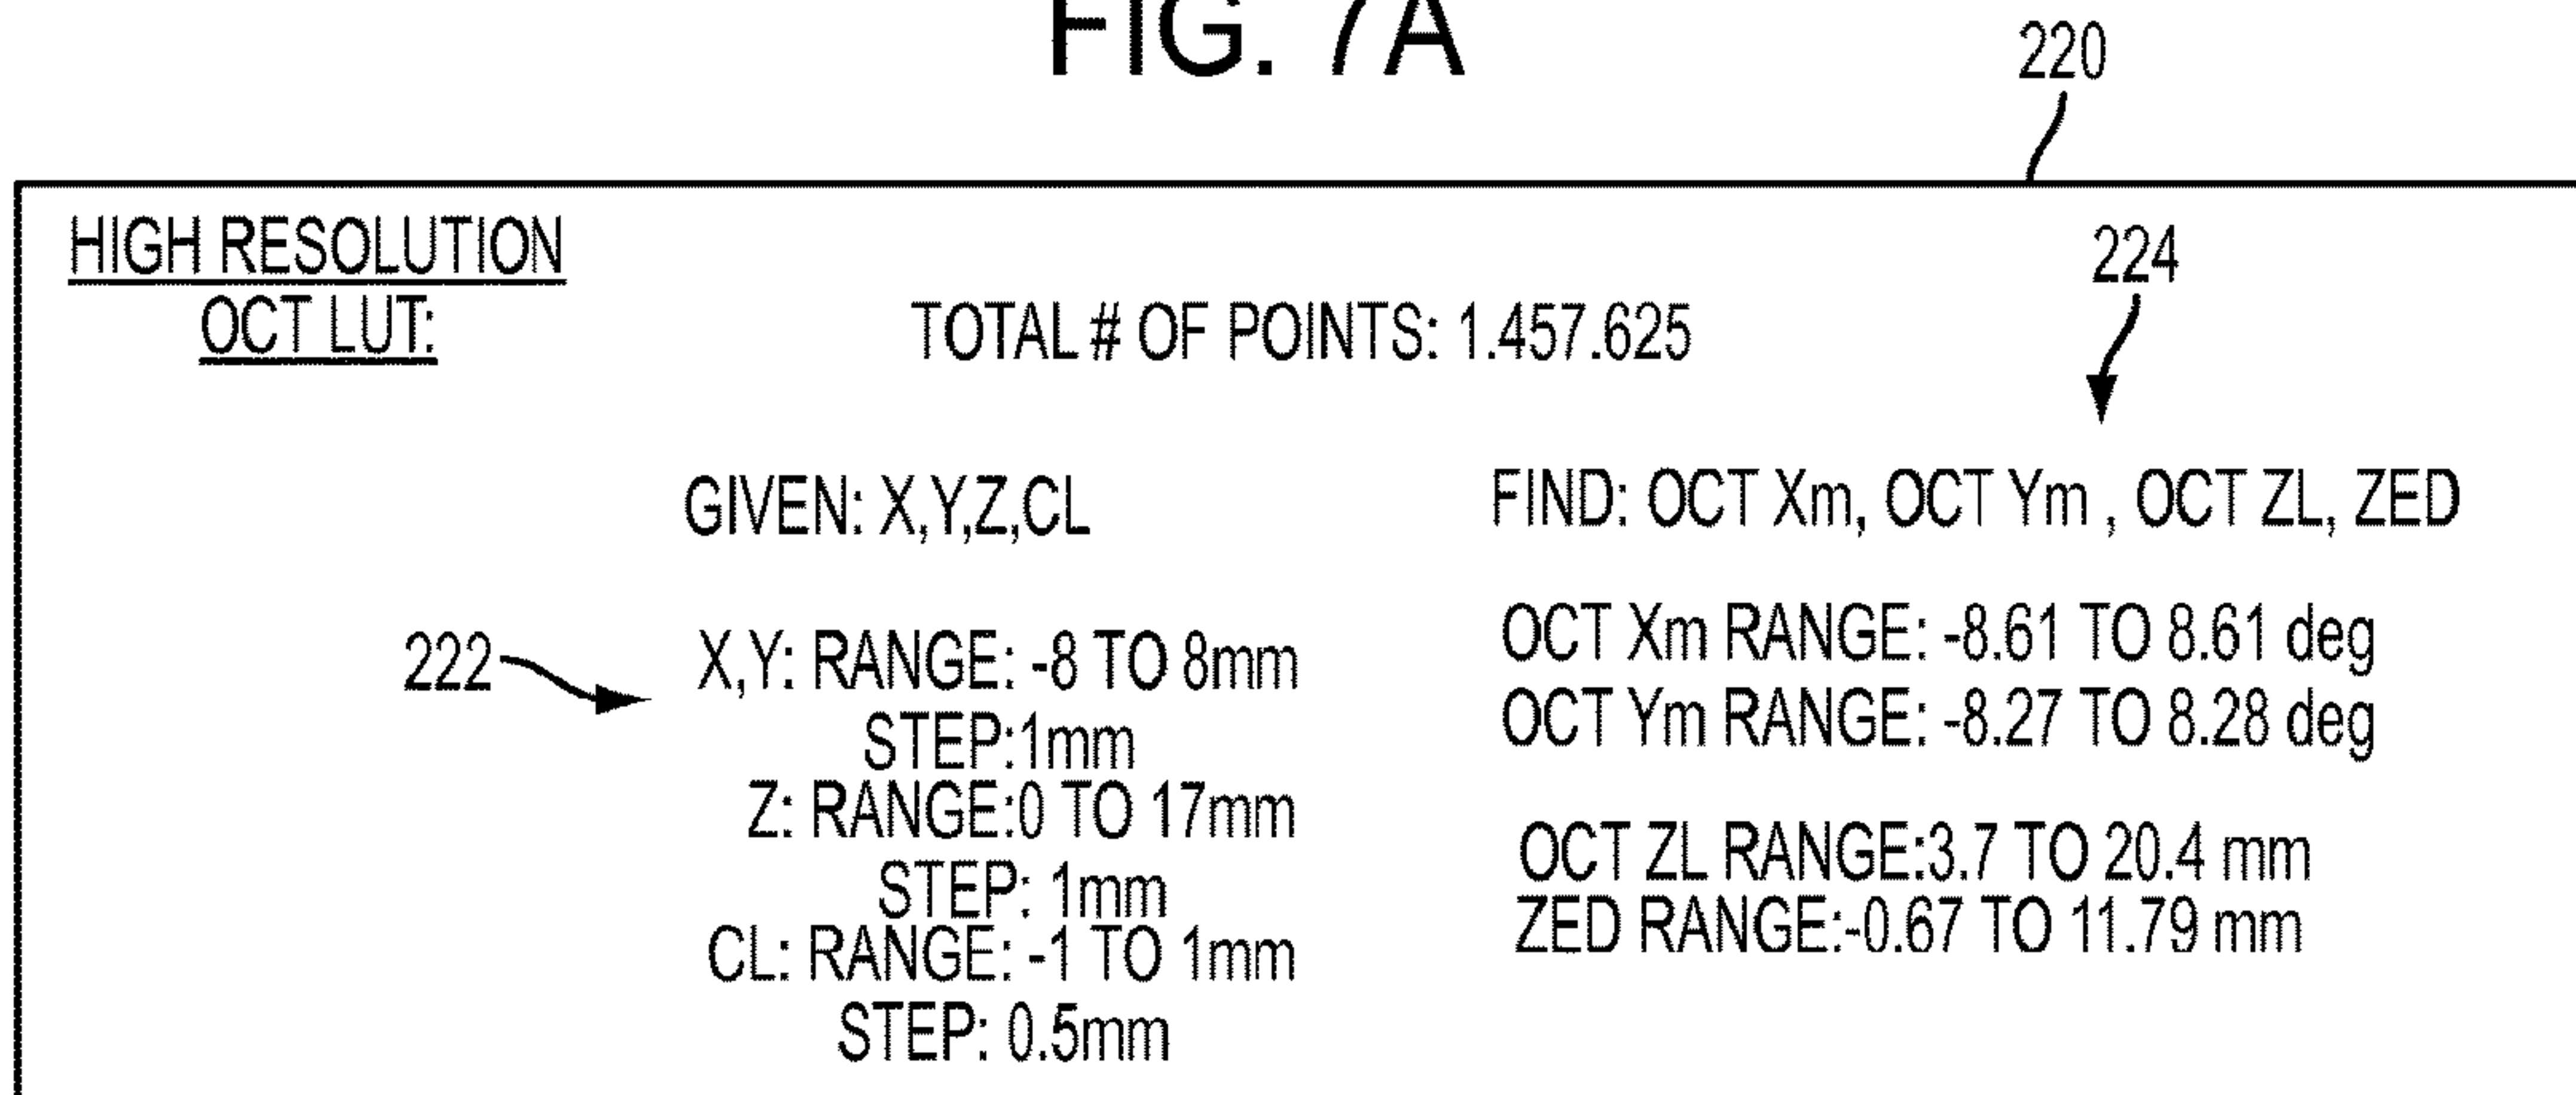 FIG. 7A
220
HIGH RESOLUTION
OCT LUT:
TOTAL # OF POINTS: 1.457.625
224
GIVEN: X,Y,Z,CL
FIND: OCT Xm, OCT Ym , OCT ZL, ZED
222
X,Y: RANGE: -8 TO 8mm
STEP:1mm
Z: RANGE:0 TO 17mm
STEP: 1mm
CL: RANGE: -1 TO 1mm
STEP: 0.5mm
OCT Xm RANGE: -8.61 TO 8.61 deg
OCT Ym RANGE: -8.27 TO 8.28 deg
OCT ZL RANGE:3.7 TO 20.4 mm
ZED RANGE:-0.67 TO 11.79 mm